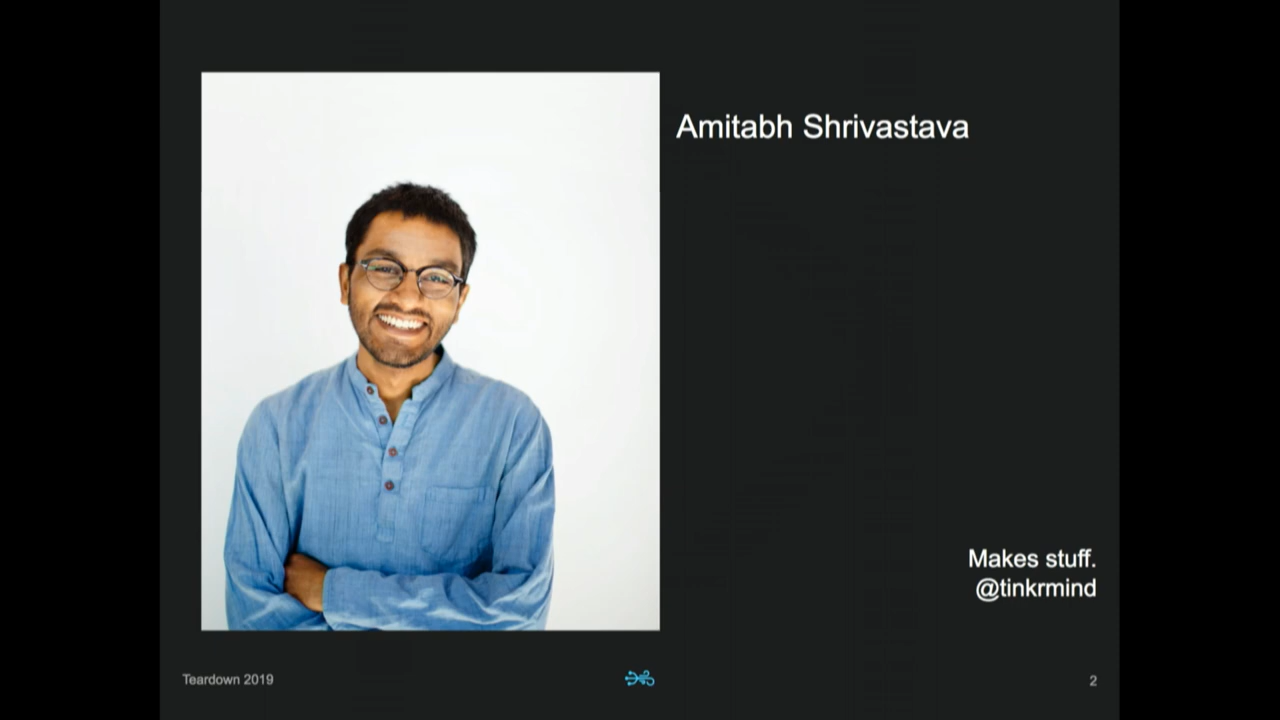 Amitabh Shrivastava
Makes stuff.
@tinkrmind
Teardown 2019
2